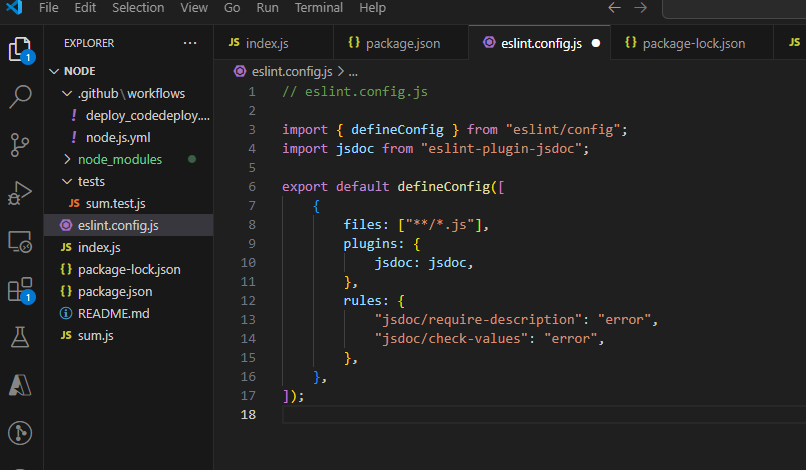 File Edit Selection View Go Run Terminal Help
EXPLORER ...
NODE
.github\workflows
! deploy_codedeploy....
! node.js.yml
node_modules
tests
JS sum.test.js
eslint.config.js
JS index.js
{} package-lock.json
{} package.json
README.md
JS sum.js
1
1
JS index.js {} package.json eslint.config.js {} package-lock.json JS
eslint.config.js > ...
1 // eslint.config.js
2
3 import { defineConfig } from "eslint/config";
4 import jsdoc from "eslint-plugin-jsdoc";
5
6 export default defineConfig([
7 {
8 files: ["**/*.js"],
9 plugins: {
10 jsdoc: jsdoc,
11 },
12 rules: {
13 "jsdoc/require-description": "error",
14 "jsdoc/check-values": "error",
15 },
16 },
17 ]);
18